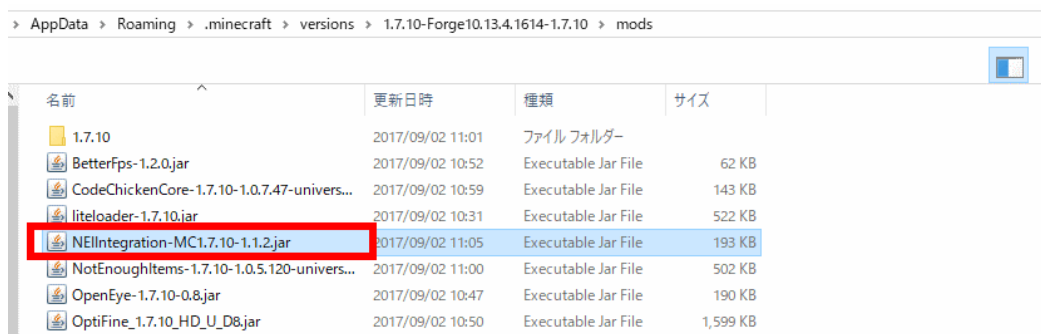 > AppData > Roaming > .minecraft > versions > 1.7.10-Forge10.13.4.1614-1.7.10 > mods
名前 更新日時 種類 サイズ
1.7.10 2017/09/02 11:01 ファイル フォルダー
BetterFps-1.2.0.jar 2017/09/02 10:52 Executable Jar File 62 KB
CodeChickenCore-1.7.10-1.0.7.47-univers... 2017/09/02 10:59 Executable Jar File 143 KB
liteloader-1.7.10.jar 2017/09/02 10:31 Executable Jar File 522 KB
NEIIntegration-MC1.7.10-1.1.2.jar 2017/09/02 11:05 Executable Jar File 193 KB
NotEnoughItems-1.7.10-1.0.5.120-univers... 2017/09/02 11:00 Executable Jar File 502 KB
OpenEye-1.7.10-0.8.jar 2017/09/02 10:47 Executable Jar File 190 KB
OptiFine_1.7.10_HD_U_D8.jar 2017/09/02 10:50 Executable Jar File 1,599 KB